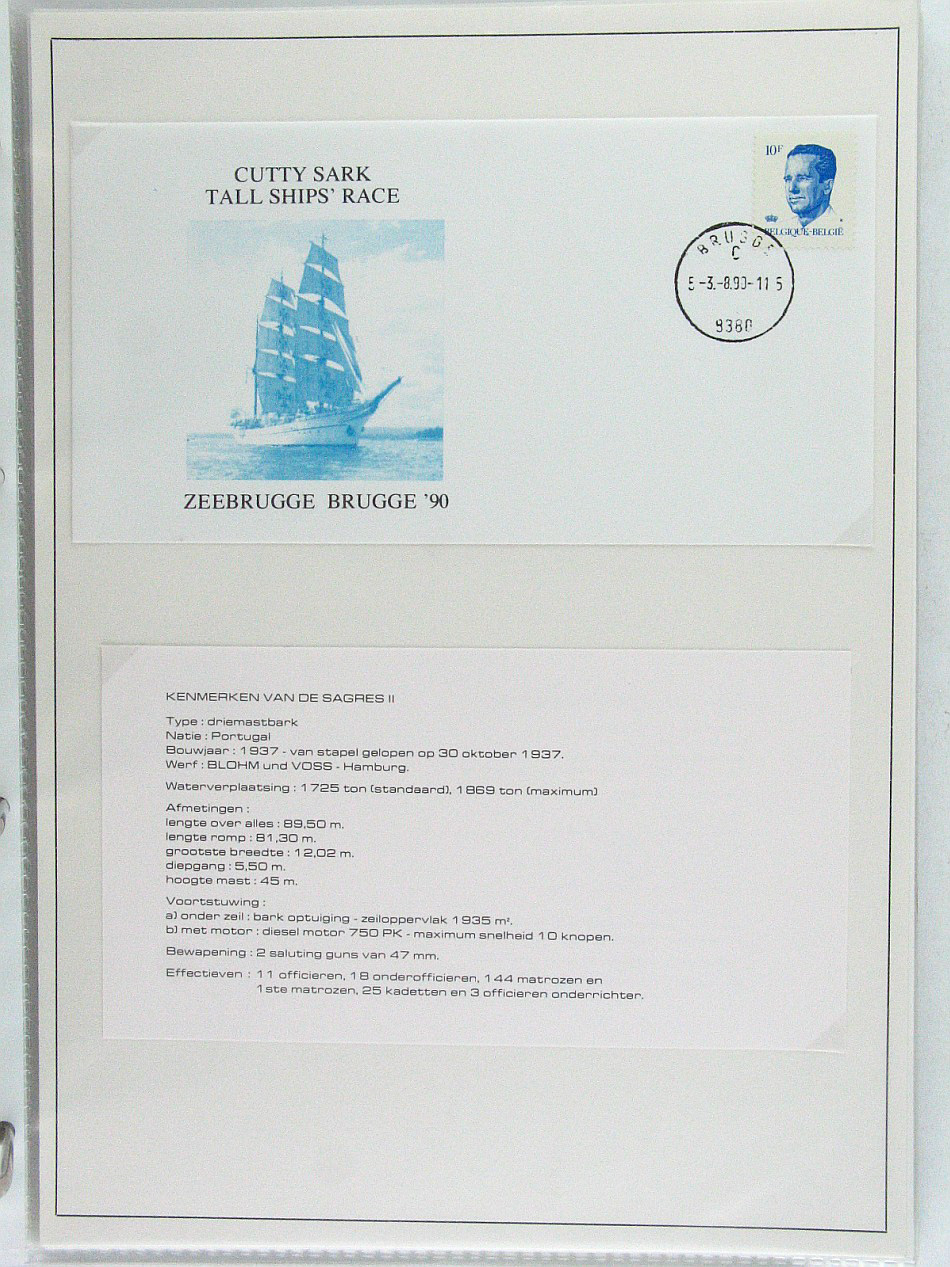 CUTTY SARK
TALL SHIPS' RACE
10F
BELGIQUE-BELGIË
BRUGGE
C
5-3.-8.90-11 5
9380
ZEEBRUGGE BRUGGE '90
KENMERKEN VAN DE SAGRES II
Type : driemastbark
Natie : Portugal
Bouwjaar : 1937 - van stapel gelopen op 30 oktober 1937.
Werf : BLOHM und VOSS - Hamburg.
Waterverplaatsing : 1725 ton (standaard), 1869 ton (maximum)
Afmetingen :
lengte over alles : 89,50 m.
lengte romp : 81,30 m.
grootste breedte : 12,02 m.
diepgang : 5,50 m.
hoogte mast : 45 m.
Voortstuwing :
a) onder zeil : bark optuiging - zeiloppervlak 1935 m².
b) met motor : diesel motor 750 PK - maximum snelheid 10 knopen.
Bewapening : 2 saluting guns van 47 mm.
Effectieven : 11 officieren, 18 onderofficieren, 144 matrozen en
1ste matrozen, 25 kadetten en 3 officieren onderrichter.